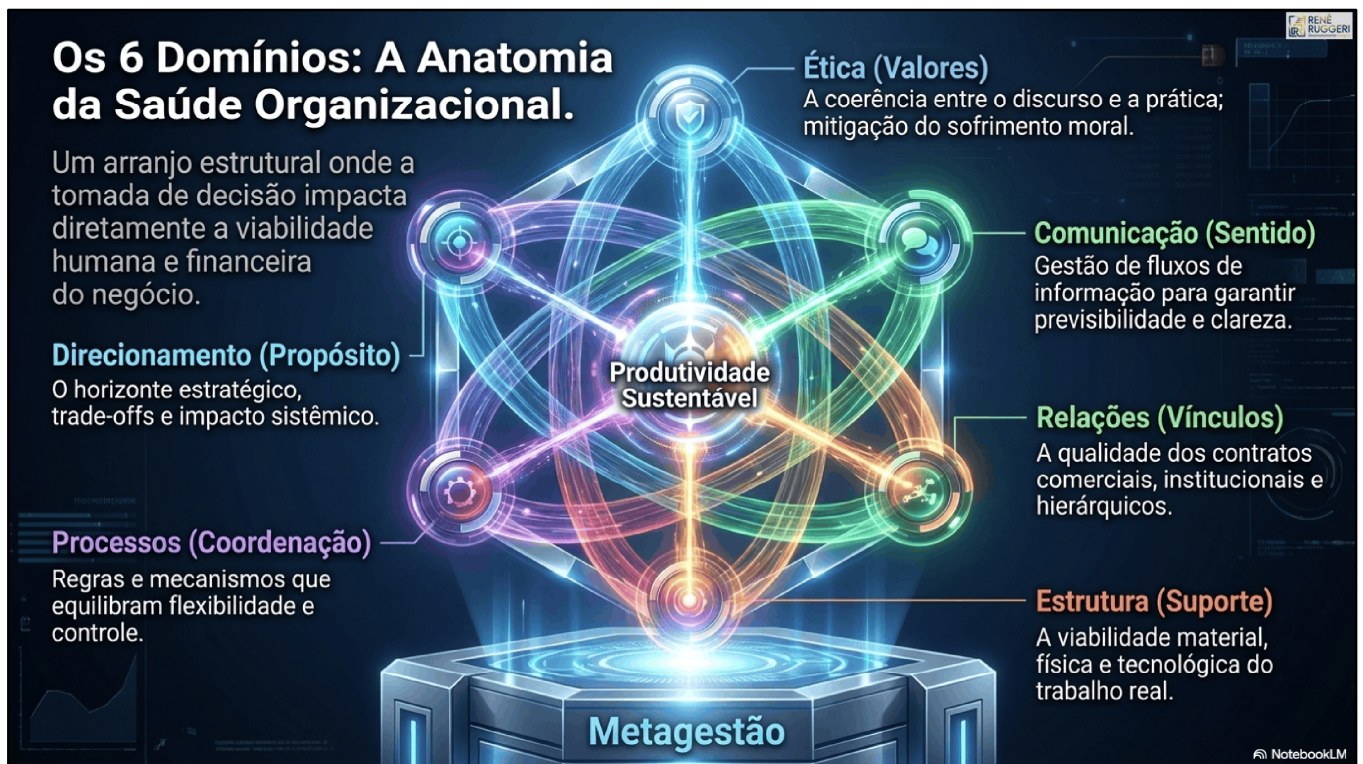 RENÊ
RUGGERI
Os 6 Domínios: A Anatomia
da Saúde Organizacional.
Um arranjo estrutural onde a
tomada de decisão impacta
diretamente a viabilidade
humana e financeira
do negócio.
Ética (Valores)
A coerência entre o discurso e a prática;
mitigação do sofrimento moral.
Comunicação (Sentido)
Gestão de fluxos de
informação para garantir
previsibilidade e clareza.
Direcionamento (Propósito)
O horizonte estratégico,
trade-offs e impacto sistêmico.
Produtividade
Sustentável
Relações (Vínculos)
A qualidade dos contratos
comerciais, institucionais e
hierárquicos.
Processos (Coordenação)
Regras e mecanismos que
equilibram flexibilidade e
controle.
Estrutura (Suporte)
A viabilidade material,
física e tecnológica do
trabalho real.
Metagestão
NotebookLM